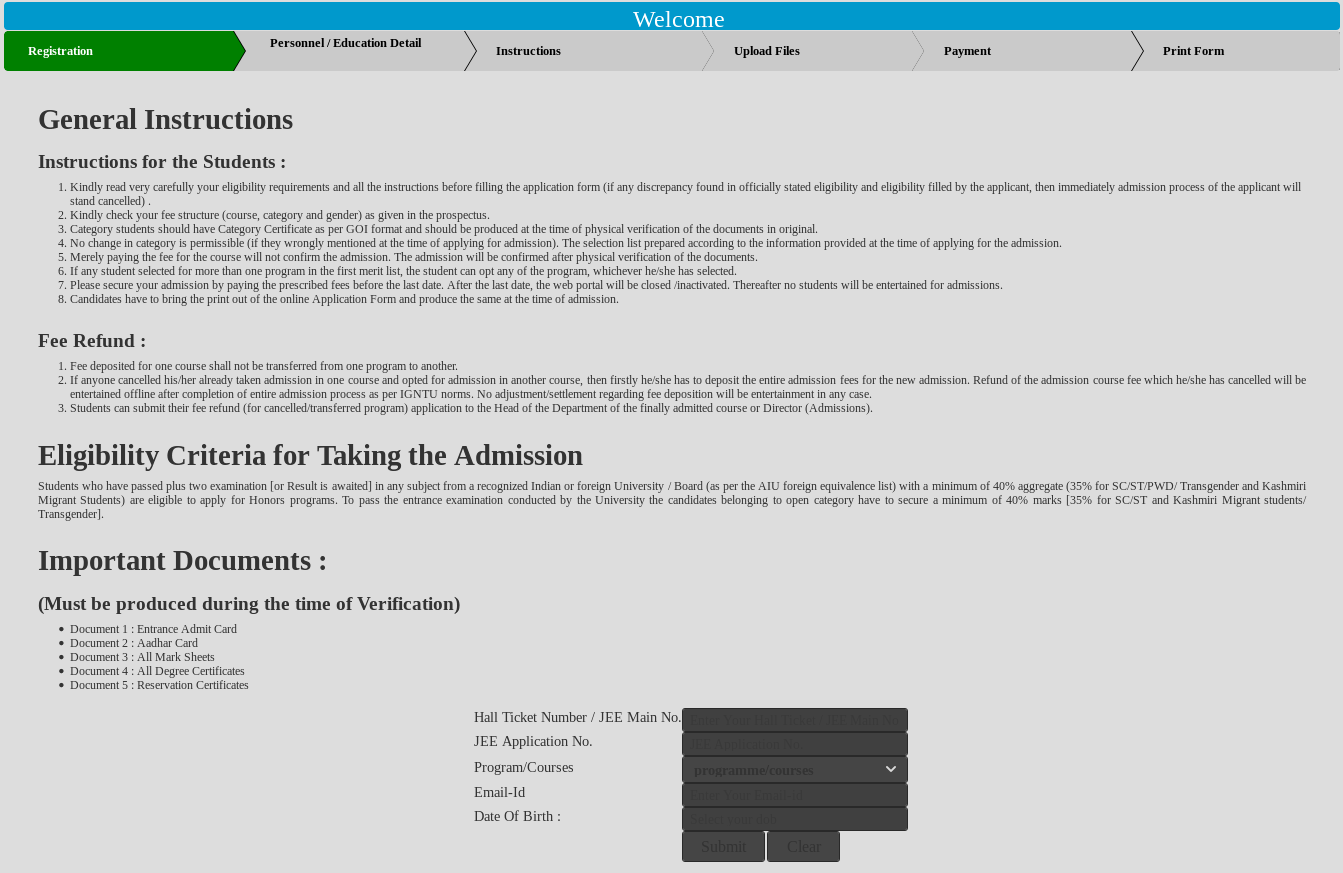 Welcome
Registration
Personnel / Education Detail
Instructions
Upload Files
Payment
Print Form
General Instructions
Instructions for the Students :
1. Kindly read very carefully your eligibility requirements and all the instructions before filling the application form (if any discrepancy found in officially stated eligibility and eligibility filled by the applicant, then immediately admission process of the applicant will
stand cancelled) .
2. Kindly check your fee structure (course, category and gender) as given in the prospectus.
3. Category students should have Category Certificate as per GOI format and should be produced at the time of physical verification of the documents in original.
4. No change in category is permissible (if they wrongly mentioned at the time of applying for admission). The selection list prepared according to the information provided at the time of applying for the admission.
5. Merely paying the fee for the course will not confirm the admission. The admission will be confirmed after physical verification of the documents.
6. If any student selected for more than one program in the first merit list, the student can opt any of the program, whichever he/she has selected.
7. Please secure your admission by paying the prescribed fees before the last date. After the last date, the web portal will be closed /inactivated. Thereafter no students will be entertained for admissions.
8. Candidates have to bring the print out of the online Application Form and produce the same at the time of admission.
Fee Refund :
1. Fee deposited for one course shall not be transferred from one program to another.
2. If anyone cancelled his/her already taken admission in one course and opted for admission in another course, then firstly he/she has to deposit the entire admission fees for the new admission. Refund of the admission course fee which he/she has cancelled will be
entertained offline after completion of entire admission process as per IGNTU norms. No adjustment/settlement regarding fee deposition will be entertainment in any case.
3. Students can submit their fee refund (for cancelled/transferred program) application to the Head of the Department of the finally admitted course or Director (Admissions).
Eligibility Criteria for Taking the Admission
Students who have passed plus two examination [or Result is awaited] in any subject from a recognized Indian or foreign University / Board (as per the AIU foreign equivalence list) with a minimum of 40% aggregate (35% for SC/ST/PWD/ Transgender and Kashmiri
Migrant Students) are eligible to apply for Honors programs. To pass the entrance examination conducted by the University the candidates belonging to open category have to secure a minimum of 40% marks [35% for SC/ST and Kashmiri Migrant students/
Transgender].
Important Documents :
(Must be produced during the time of Verification)
• Document 1 : Entrance Admit Card
• Document 2 : Aadhar Card
• Document 3 : All Mark Sheets
• Document 4 : All Degree Certificates
• Document 5 : Reservation Certificates
Hall Ticket Number / JEE Main No. Enter Your Hall Ticket / JEE Main No
JEE Application No. JEE Application No
Program/Courses programme/courses
Email-Id Enter Your Email-id
Date Of Birth : Select your dob
Submit Clear